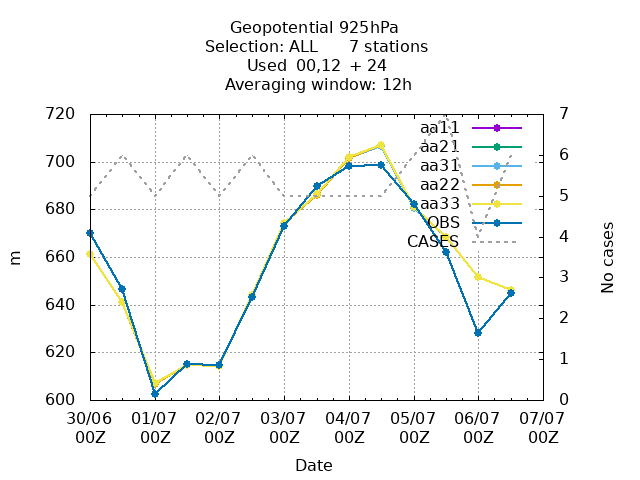 Geopotential 925hPa
Selection: ALL 7 stations
Used 00,12 + 24
Averaging window: 12h
720
700
680
660
640
620
600
m
7
6
5
4
3
2
1
0
No cases
aa11
aa21
aa31
aa22
aa33
OBS
CASES
30/06 01/07 02/07 03/07 04/07 05/07 06/07 07/07
00Z 00Z 00Z 00Z 00Z 00Z 00Z 00Z
Date